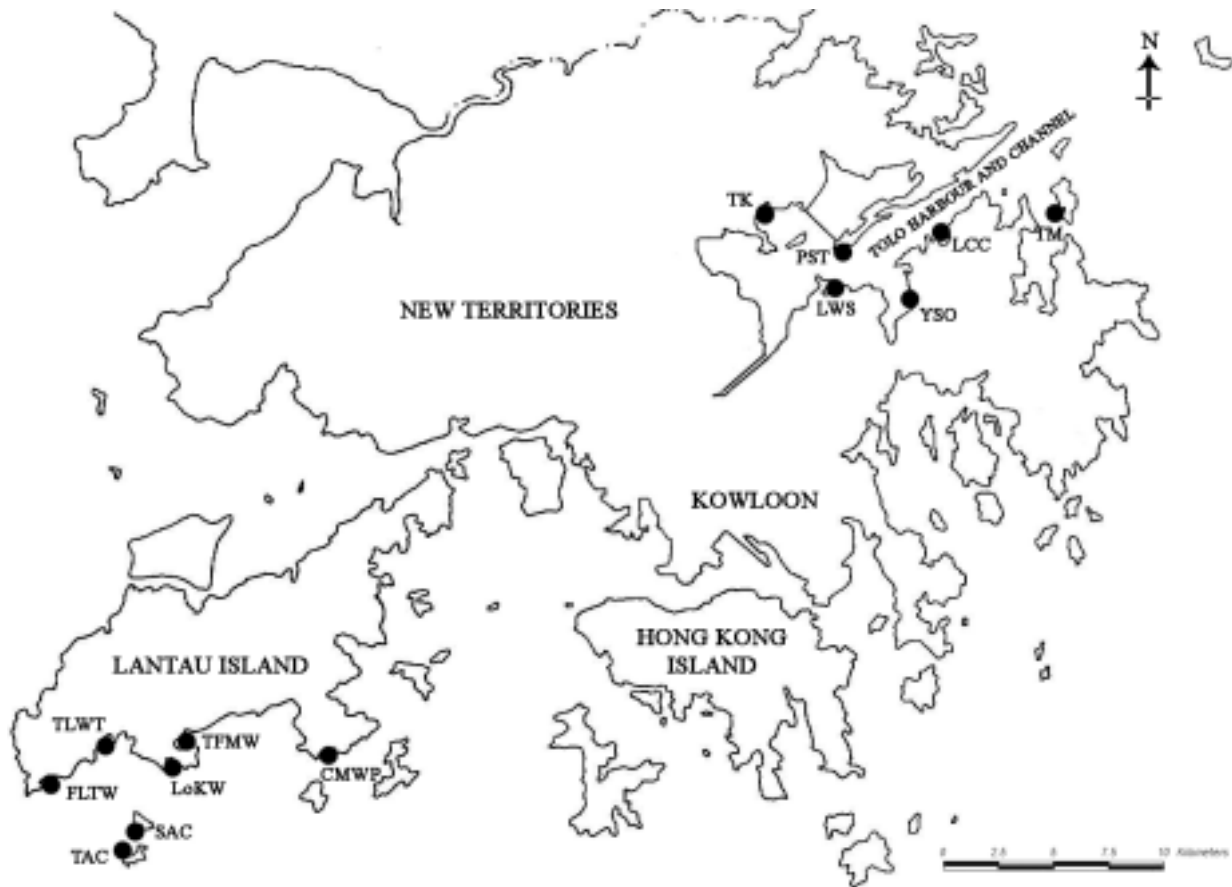 N
TOLO HARBOUR AND CHANNEL
TK
TM
LCC
PST
LWS
YSO
NEW TERRITORIES
KOWLOON
HONG KONG
ISLAND
LANTAU ISLAND
TLWT
TFMW
CMWP
FLTW
LoKW
SAC
TAC
0 2.5 5 7.5 10 Kilometers